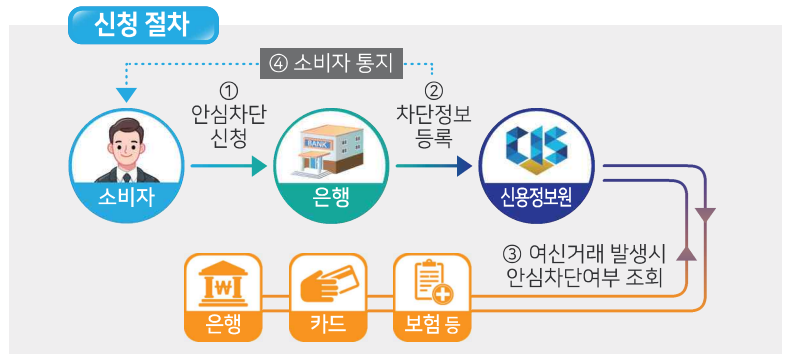 신청 절차
④ 소비자 통지
①
안심차단
신청
②
차단정보
등록
BANK
CIS
소비자
은행
신용정보원
③ 여신거래 발생시
안심차단여부 조회
₩
은행
카드
보험 등